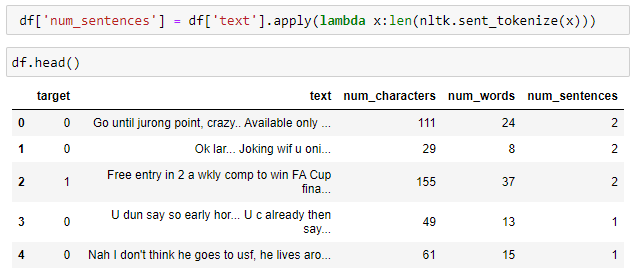 df['num_sentences'] = df['text'].apply(lambda x:len(nltk.sent_tokenize(x)))
df.head()
target text num_characters num_words num_sentences
0 0 Go until jurong point, crazy.. Available only ... 111 24 2
1 0 Ok lar... Joking wif u oni... 29 8 2
2 1 Free entry in 2 a wkly comp to win FA Cup
fina... 155 37 2
3 0 U dun say so early hor... U c already then
say... 49 13 1
4 0 Nah I don't think he goes to usf, he lives aro... 61 15 1